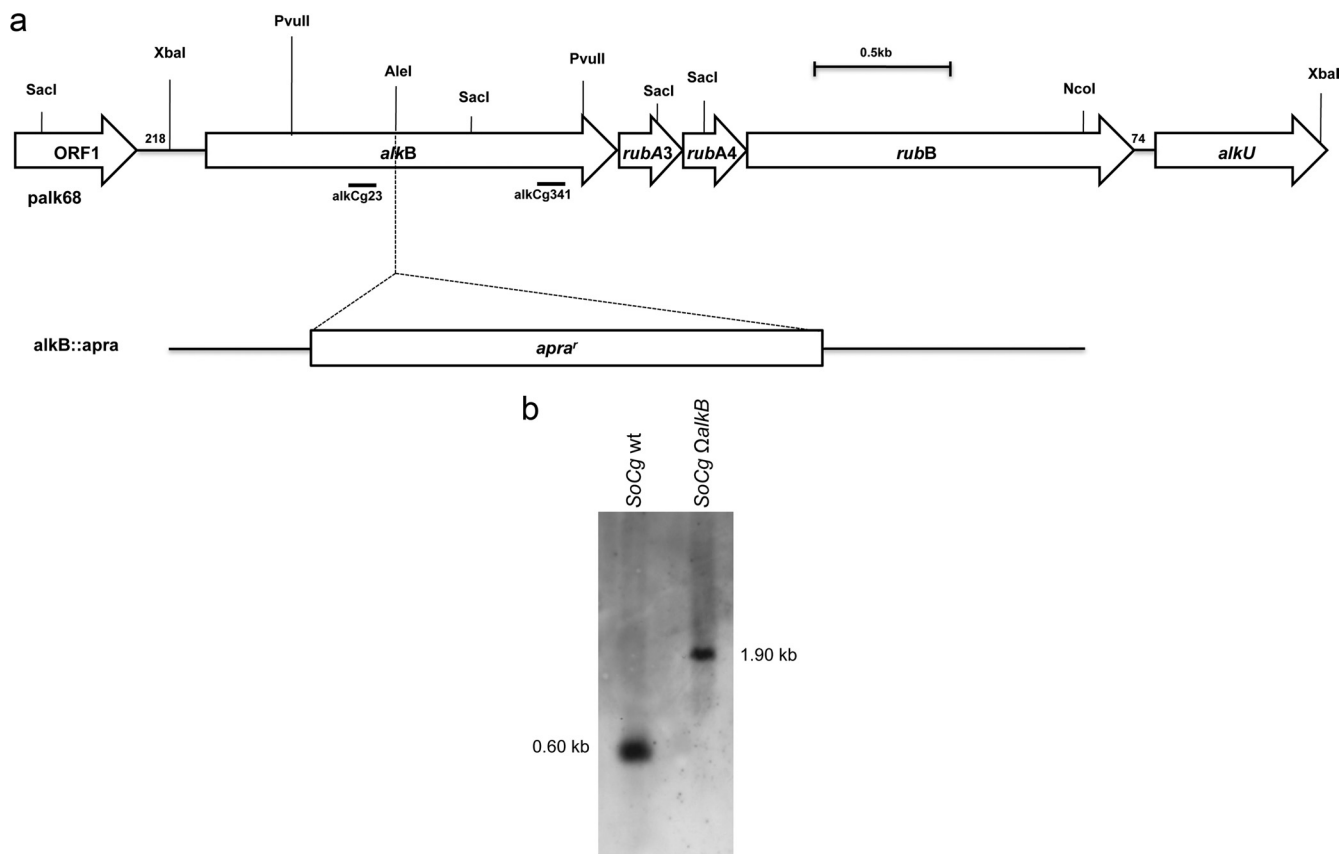 a
PvuII
XbaI
AleI
PvuII
0.5kb
XbaI
SacI
SacI
SacI
SacI
NcoI
218
74
ORF1
alkB
rubA3
rubA4
rubB
alkU
palk68
alkCg23
alkCg341
alkB::apra
apraʳ
b
SoCg wt
SoCg ΩalkB
1.90 kb
0.60 kb